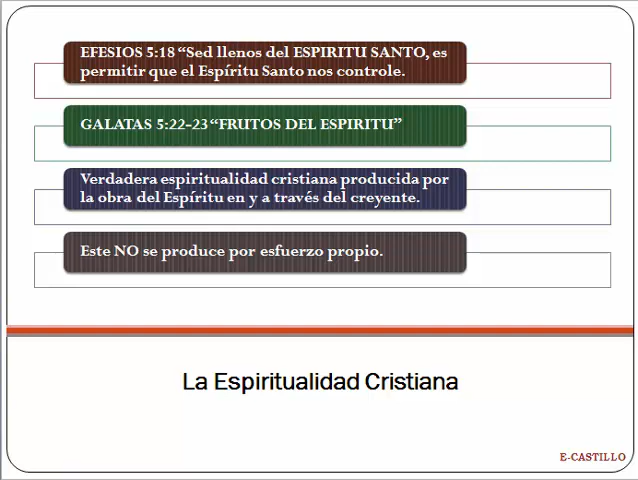 EFESIOS 5:18 “Sed llenos del ESPIRITU SANTO, es
permitir que el Espíritu Santo nos controle.
GALATAS 5:22-23 “FRUTOS DEL ESPIRITU”
Verdadera espiritualidad cristiana producida por
la obra del Espíritu en y a través del creyente.
Este NO se produce por esfuerzo propio.
La Espiritualidad Cristiana
E-CASTILLO